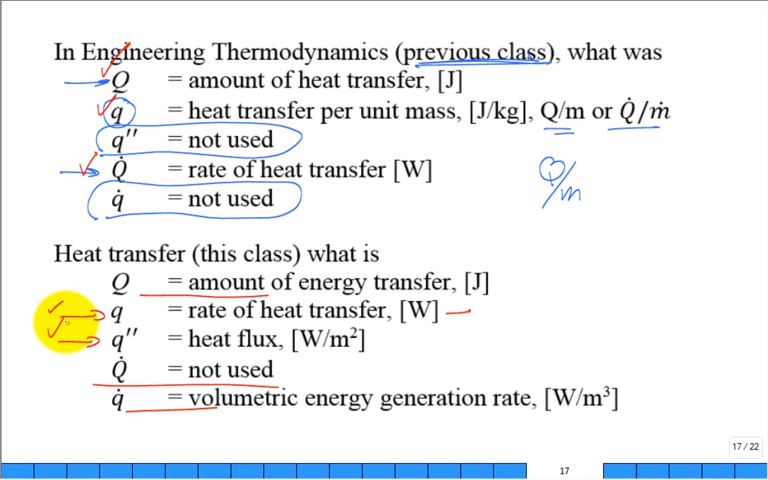 In Engineering Thermodynamics (previous class), what was
Q = amount of heat transfer, [J]
q = heat transfer per unit mass, [J/kg], Q/m or Q̇/ṁ
q″ = not used
Q̇ = rate of heat transfer [W]
Q/m
q̇ = not used
Heat transfer (this class) what is
Q = amount of energy transfer, [J]
q = rate of heat transfer, [W]
q″ = heat flux, [W/m²]
Q̇ = not used
q̇ = volumetric energy generation rate, [W/m³]
17 / 22
17